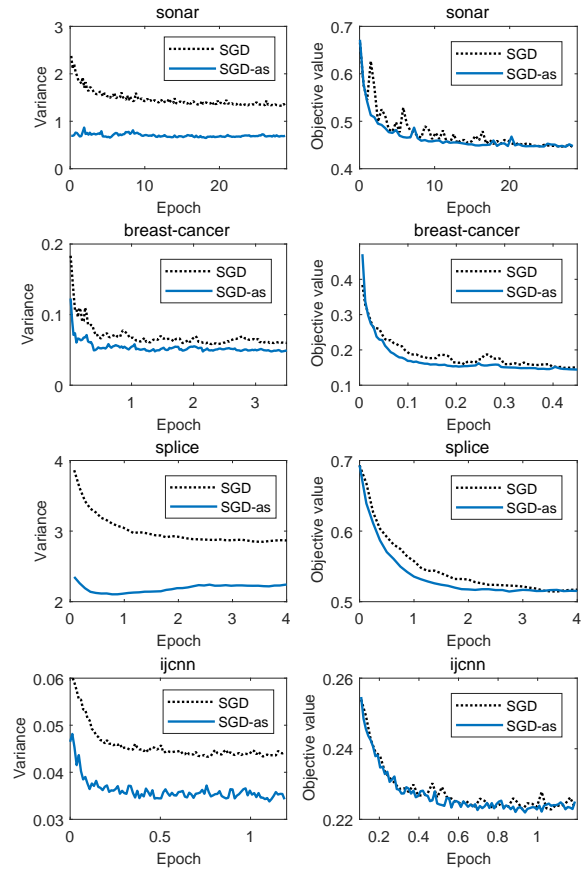 sonar
3
2
1
0
Variance
SGD
SGD-as
0 10 20
Epoch
sonar
0.7
0.6
0.5
0.4
Objective value
SGD
SGD-as
0 10 20
Epoch
breast-cancer
0.2
0.1
0
Variance
SGD
SGD-as
1 2 3
Epoch
breast-cancer
0.4
0.3
0.2
0.1
Objective value
SGD
SGD-as
0 0.1 0.2 0.3 0.4
Epoch
splice
4
3
2
Variance
SGD
SGD-as
0 1 2 3 4
Epoch
splice
0.7
0.6
0.5
Objective value
SGD
SGD-as
0 1 2 3 4
Epoch
ijcnn
0.06
0.05
0.04
0.03
Variance
SGD
SGD-as
0 0.5 1
Epoch
ijcnn
0.26
0.24
0.22
Objective value
SGD
SGD-as
0.2 0.4 0.6 0.8 1
Epoch